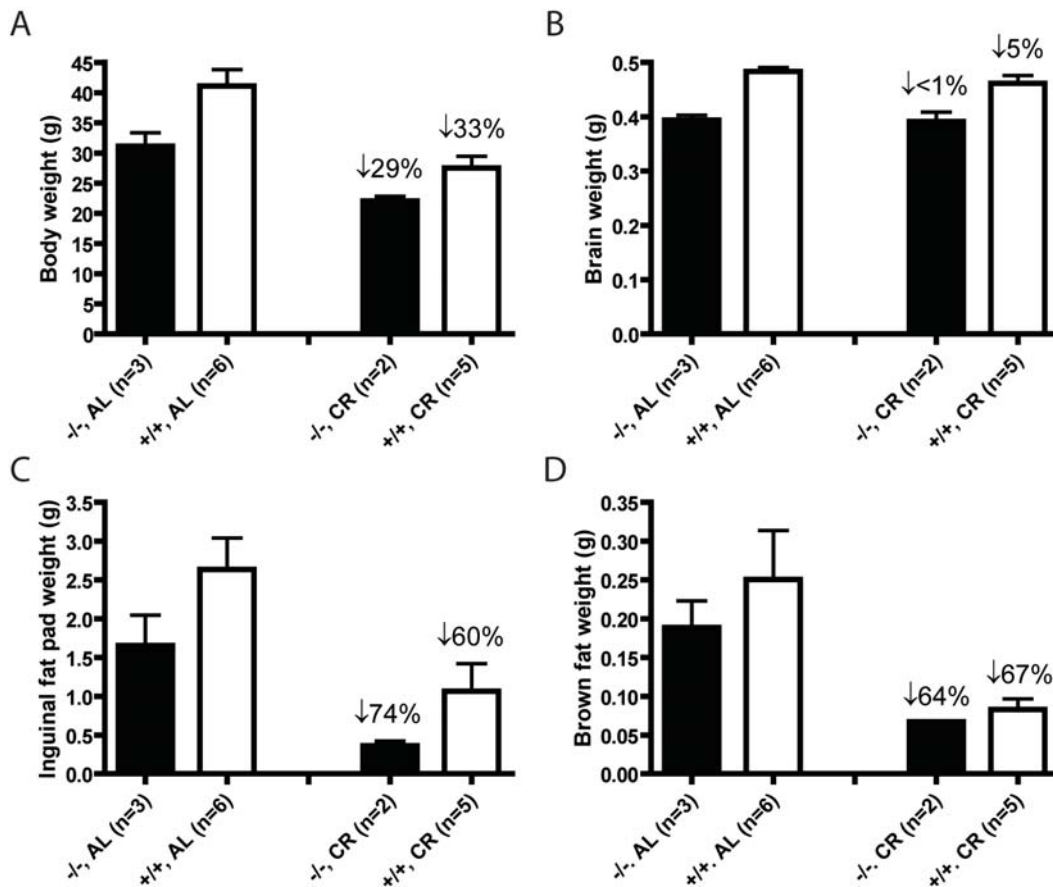 A
Body weight (g)
45
40
35
30
25
20
15
10
5
0
↓29%
↓33%
-/-, AL (n=3)
+/+, AL (n=6)
-/-, CR (n=2)
+/+, CR (n=5)
B
Brain weight (g)
0.5
0.4
0.3
0.2
0.1
0.0
↓<1%
↓5%
-/-, AL (n=3)
+/+, AL (n=6)
-/-, CR (n=2)
+/+, CR (n=5)
C
Inguinal fat pad weight (g)
3.5
3.0
2.5
2.0
1.5
1.0
0.5
0.0
↓74%
↓60%
-/-, AL (n=3)
+/+, AL (n=6)
-/-, CR (n=2)
+/+, CR (n=5)
D
Brown fat weight (g)
0.35
0.30
0.25
0.20
0.15
0.10
0.05
0.00
↓64%
↓67%
-/-. AL (n=3)
+/+. AL (n=6)
-/-. CR (n=2)
+/+. CR (n=5)